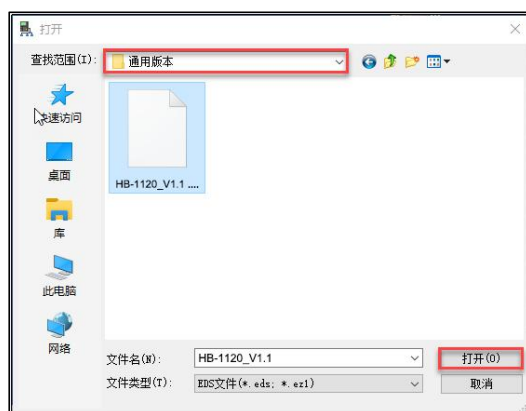 打开
查找范围(I):
通用版本
快速访问
HB-1120_V1.1 ....
桌面
库
此电脑
网络
文件名(N):
HB-1120_V1.1
打开(O)
文件类型(T):
EDS文件(*.eds; *.ez1)
取消